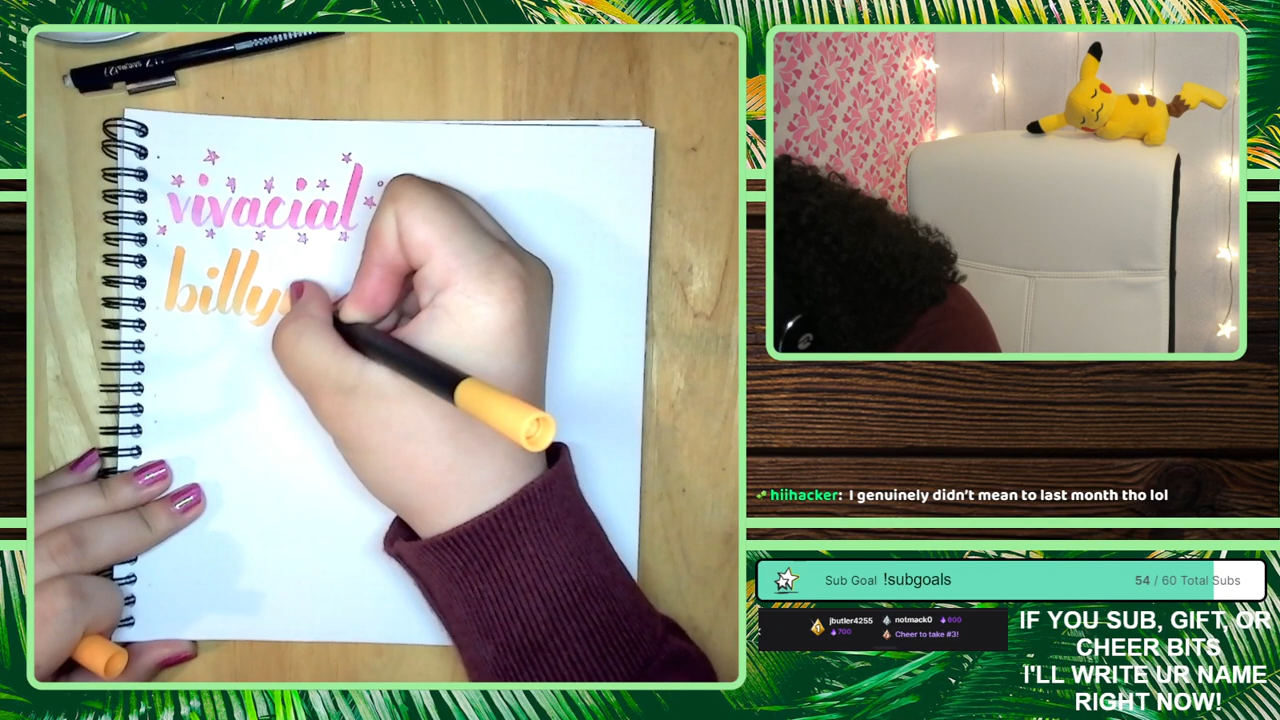 vivacial
billy
hiihacker: I genuinely didn't mean to last month tho lol
Sub Goal !subgoals 54 / 60 Total Subs
jbutler4255 700
notmack0 600
Cheer to take #3!
IF YOU SUB, GIFT, OR
CHEER BITS
I'LL WRITE UR NAME
RIGHT NOW!